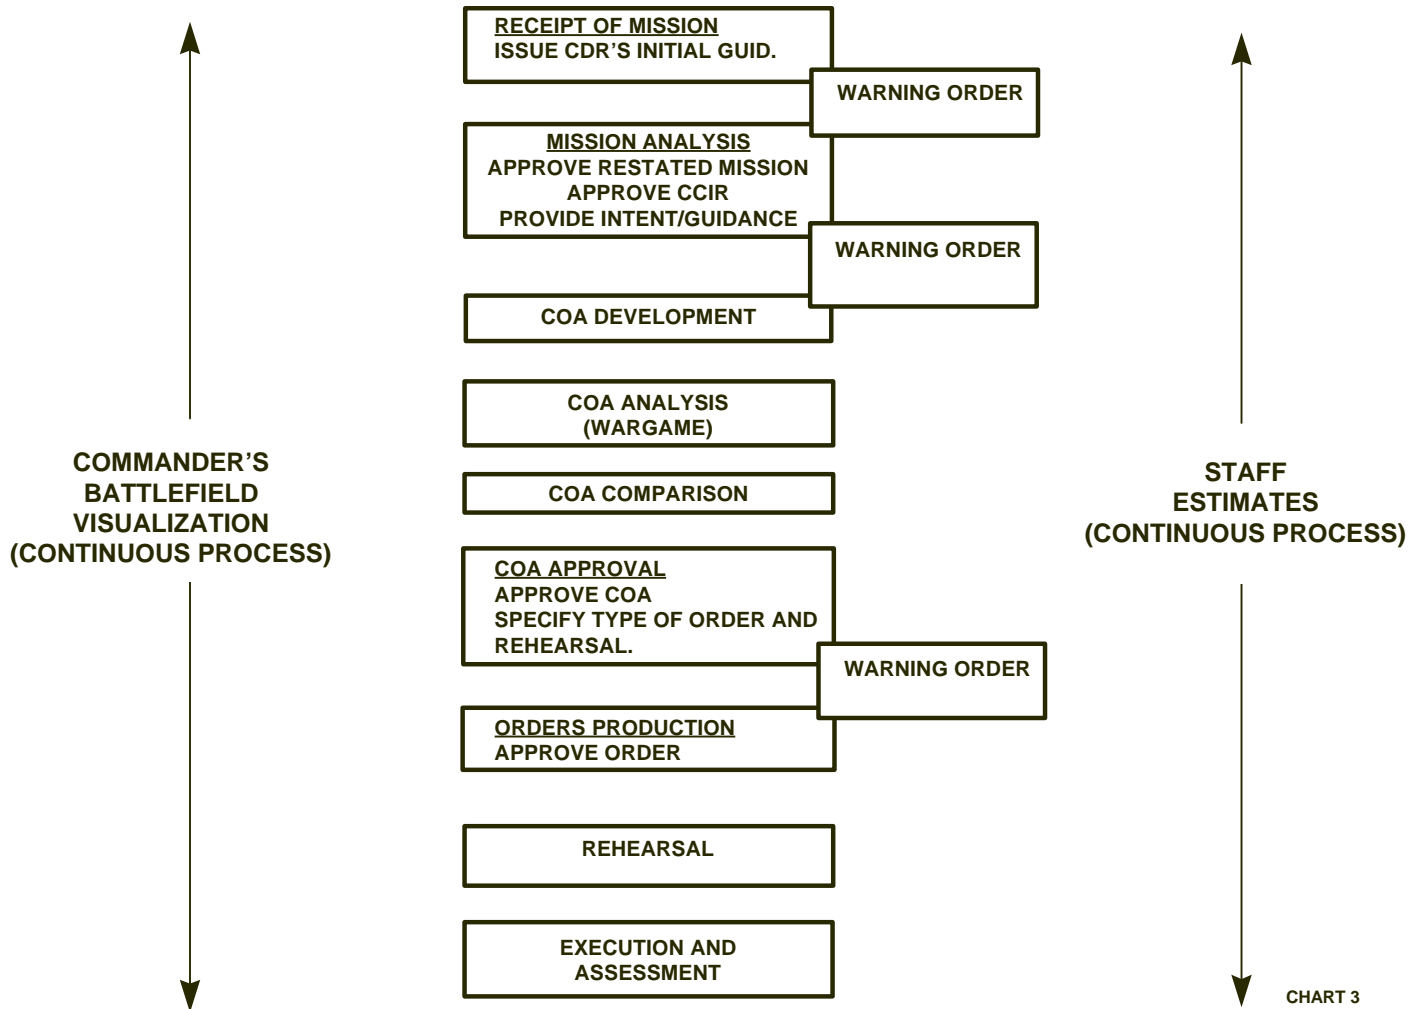 RECEIPT OF MISSION
ISSUE CDR'S INITIAL GUID.
WARNING ORDER
MISSION ANALYSIS
APPROVE RESTATED MISSION
APPROVE CCIR
PROVIDE INTENT/GUIDANCE
WARNING ORDER
COA DEVELOPMENT
COA ANALYSIS
(WARGAME)
COMMANDER'S
BATTLEFIELD
VISUALIZATION
(CONTINUOUS PROCESS)
COA COMPARISON
STAFF
ESTIMATES
(CONTINUOUS PROCESS)
COA APPROVAL
APPROVE COA
SPECIFY TYPE OF ORDER AND
REHEARSAL.
WARNING ORDER
ORDERS PRODUCTION
APPROVE ORDER
REHEARSAL
EXECUTION AND
ASSESSMENT
CHART 3